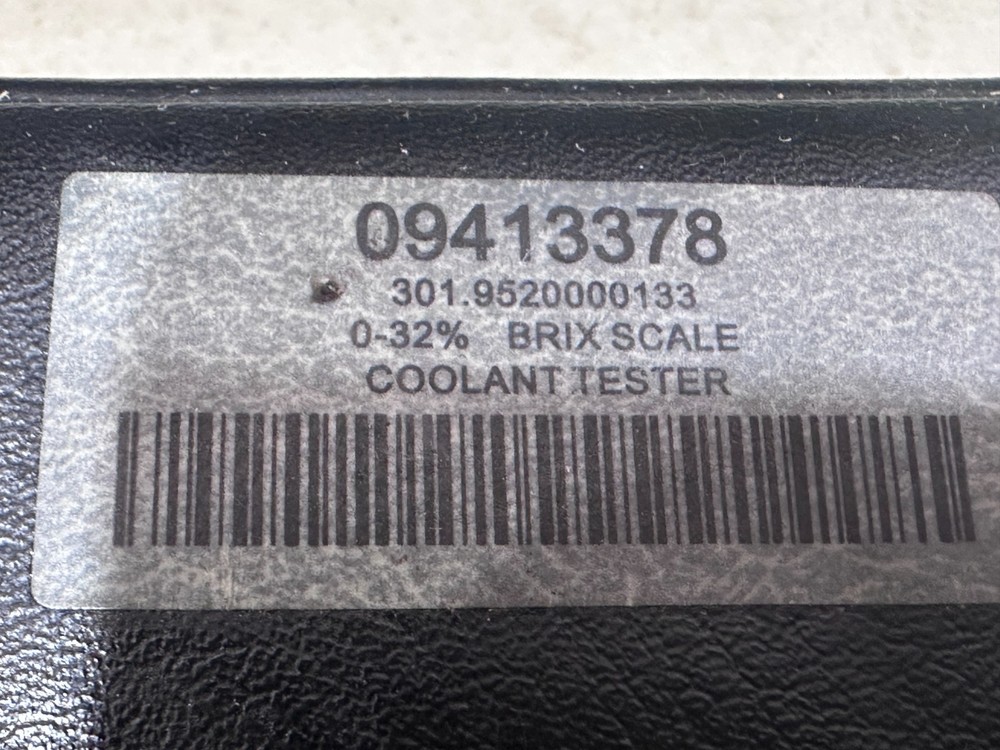 09413378
301.9520000133
0-32% BRIX SCALE
COOLANT TESTER